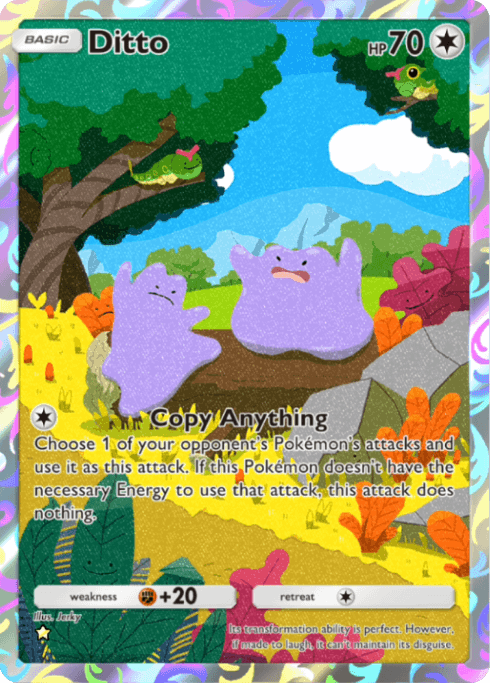 BASIC Ditto HP 70
Copy Anything
Choose 1 of your opponent's Pokémon's attacks and
use it as this attack. If this Pokémon doesn't have the
necessary Energy to use that attack, this attack does
nothing.
weakness +20 retreat
Illus. Jerky
Its transformation ability is perfect. However,
if made to laugh, it can't maintain its disguise.